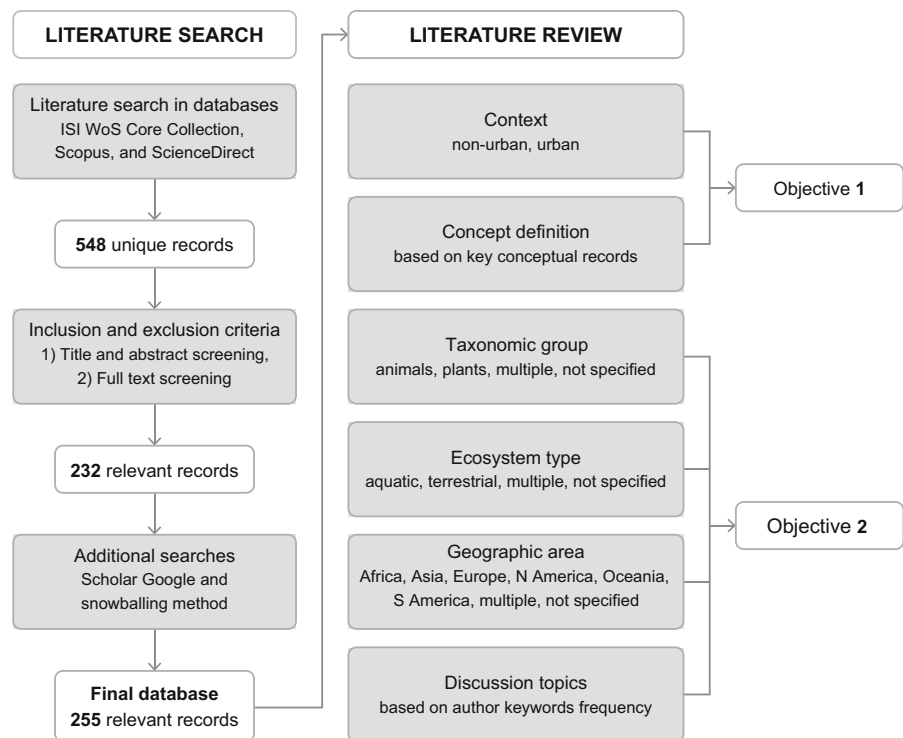 LITERATURE SEARCH
Literature search in databases
ISI WoS Core Collection,
Scopus, and ScienceDirect
548 unique records
Inclusion and exclusion criteria
1) Title and abstract screening,
2) Full text screening
232 relevant records
Additional searches
Scholar Google and
snowballing method
Final database
255 relevant records
LITERATURE REVIEW
Context
non-urban, urban
Concept definition
based on key conceptual records
Taxonomic group
animals, plants, multiple, not specified
Ecosystem type
aquatic, terrestrial, multiple, not specified
Geographic area
Africa, Asia, Europe, N America, Oceania,
S America, multiple, not specified
Discussion topics
based on author keywords frequency
Objective 1
Objective 2